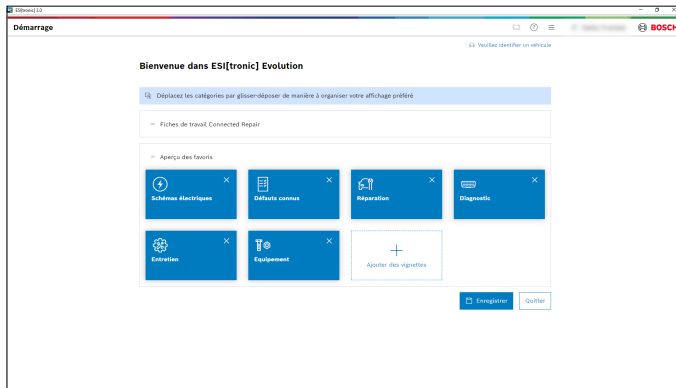 ESI[tronic] 2.0
Démarrage
BOSCH
Veuillez identifier un véhicule
Bienvenue dans ESI[tronic] Evolution
Déplacez les catégories par glisser-déposer de manière à organiser votre affichage préféré
Fiches de travail Connected Repair
Aperçu des favoris
Schémas électriques
Défauts connus
Réparation
Diagnostic
Entretien
Equipement
Ajouter des vignettes
Enregistrer
Quitter